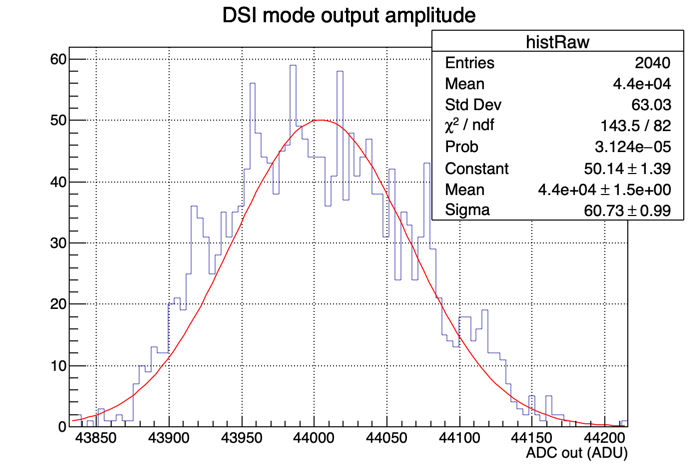 DSI mode output amplitude
histRaw
Entries 2040
Mean 4.4e+04
Std Dev 63.03
χ² / ndf 143.5 / 82
Prob 3.124e−05
Constant 50.14 ± 1.39
Mean 4.4e+04 ± 1.5e+00
Sigma 60.73 ± 0.99
60
50
40
30
20
10
0
43850 43900 43950 44000 44050 44100 44150 44200
ADC out (ADU)